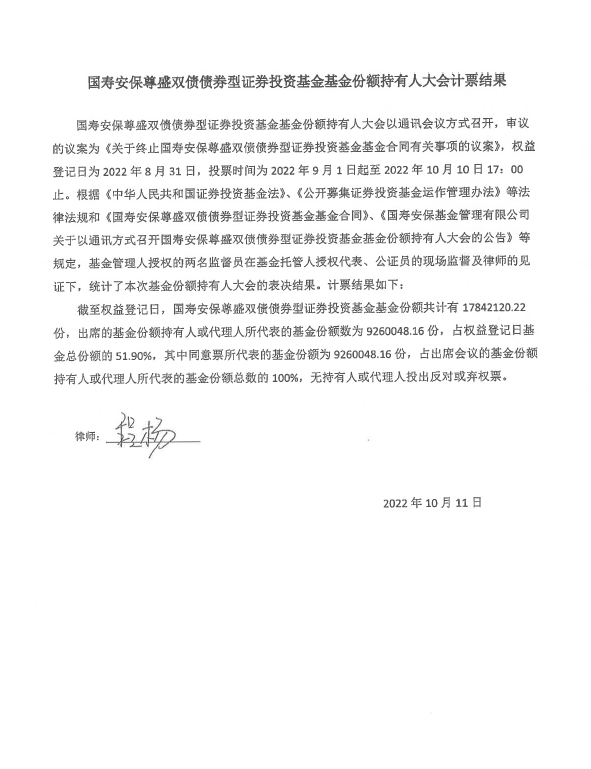 国寿安保尊盛双债债券型证券投资基金基金份额持有人大会计票结果
国寿安保尊盛双债债券型证券投资基金基金份额持有人大会以通讯会议方式召开，审议
的议案为《关于终止国寿安保尊盛双债债券型证券投资基金基金合同有关事项的议案》，权益
登记日为 2022 年 8 月 31 日，投票时间为 2022 年 9 月 1 日起至 2022 年 10 月 10 日 17：00
止。根据《中华人民共和国证券投资基金法》、《公开募集证券投资基金运作管理办法》等法
律法规和《国寿安保尊盛双债债券型证券投资基金基金合同》、《国寿安保基金管理有限公司
关于以通讯方式召开国寿安保尊盛双债债券型证券投资基金基金份额持有人大会的公告》等
规定，基金管理人授权的两名监督员在基金托管人授权代表、公证员的现场监督及律师的见
证下，统计了本次基金份额持有人大会的表决结果。计票结果如下：
截至权益登记日，国寿安保尊盛双债债券型证券投资基金基金份额共计有 17842120.22
份，出席的基金份额持有人或代理人所代表的基金份额数为 9260048.16 份，占权益登记日基
金总份额的 51.90%，其中同意票所代表的基金份额为 9260048.16 份，占出席会议的基金份额
持有人或代理人所代表的基金份额总数的 100%，无持有人或代理人投出反对或弃权票。
律师：程杨
2022 年 10 月 11 日